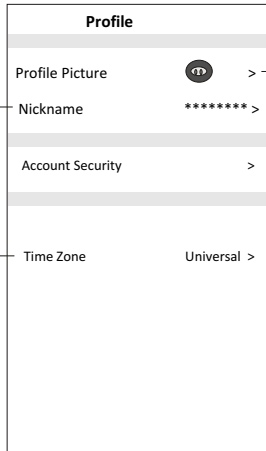 Profile
Profile Picture >
Nickname ******** >
Account Security >
Time Zone Universal >